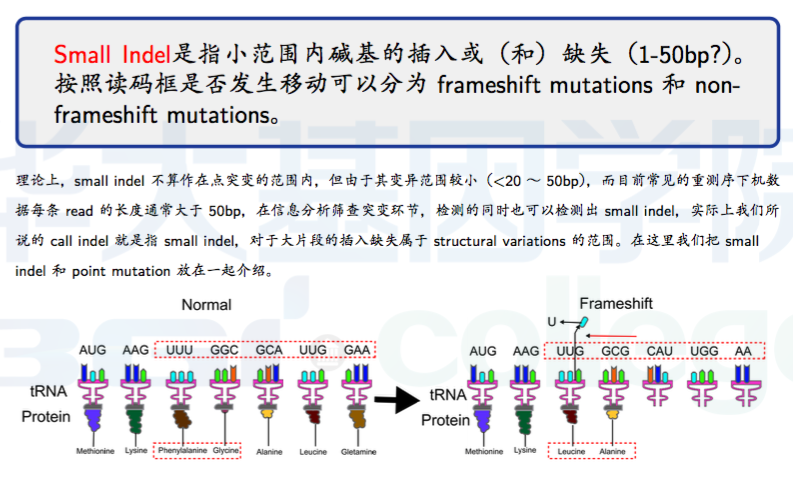 Small Indel是指小范围内碱基的插入或（和）缺失（1-50bp?)。
按照读码框是否发生移动可以分为 frameshift mutations 和 non-
frameshift mutations。
理论上，small indel 不算作在点突变的范围内，但由于其变异范围较小（<20 ～ 50bp)，而目前常见的重测序下机数
据每条 read 的长度通常大于 50bp，在信息分析筛查突变环节，检测的同时也可以检测出 small indel，实际上我们所
说的 call indel 就是指 small indel，对于大片段的插入缺失属于 structural variations 的范围。在这里我们把 small
indel 和 point mutation 放在一起介绍。
Normal
AUG AAG UUU GGC GCA UUG GAA
tRNA
Protein
Methionine Lysine Phenylalanine Glycine Alanine Leucine Gletamine
Frameshift
U
AUG AAG UUG GCG CAU UGG AA
tRNA
Protein
Methionine Lysine Leucine Alanine
华大基因学院
college